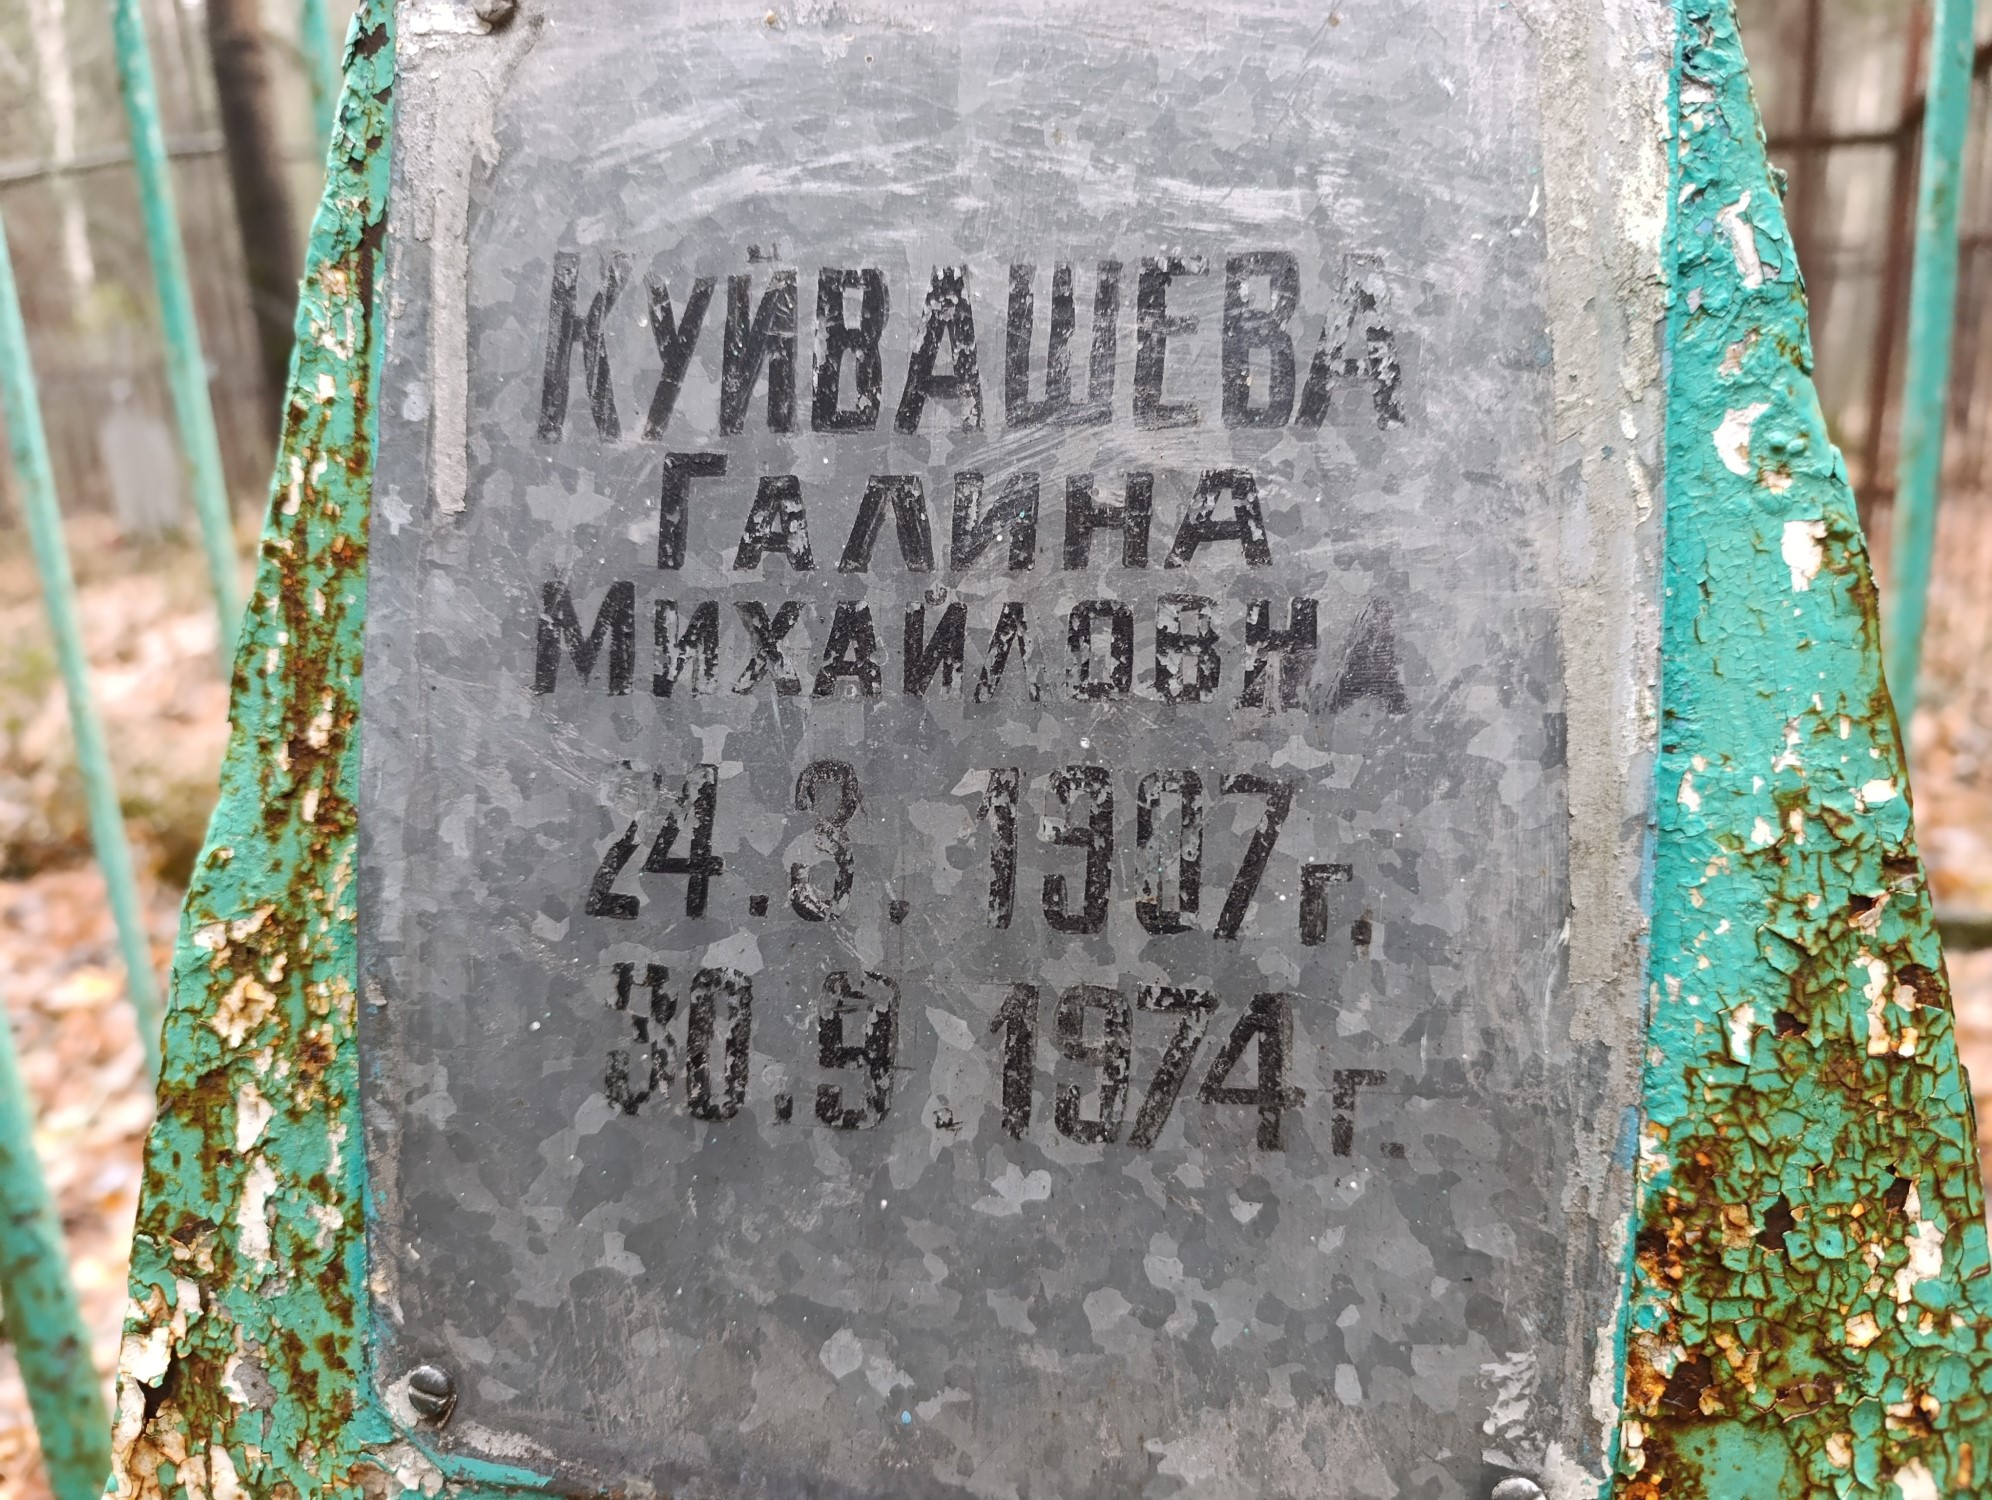 КУЙВАШЕВА
ГАЛИНА
МИХАЙЛОВНА
24.3.1907г.
30.9.1974г.